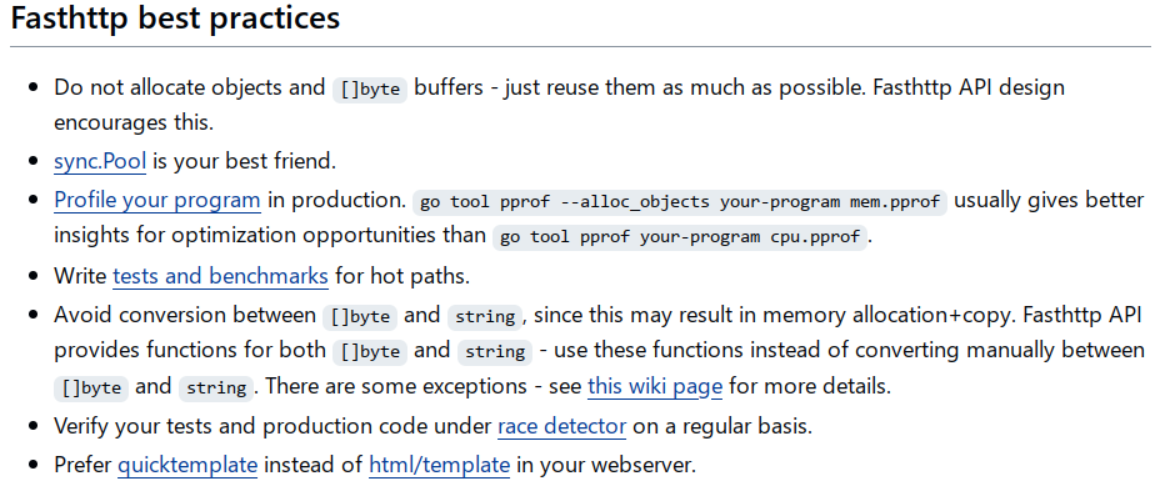 Fasthttp best practices
• Do not allocate objects and []byte buffers - just reuse them as much as possible. Fasthttp API design
encourages this.
• sync.Pool is your best friend.
• Profile your program in production. go tool pprof --alloc_objects your-program mem.pprof usually gives better
insights for optimization opportunities than go tool pprof your-program cpu.pprof.
• Write tests and benchmarks for hot paths.
• Avoid conversion between []byte and string, since this may result in memory allocation+copy. Fasthttp API
provides functions for both []byte and string - use these functions instead of converting manually between
[]byte and string. There are some exceptions - see this wiki page for more details.
• Verify your tests and production code under race detector on a regular basis.
• Prefer quicktemplate instead of html/template in your webserver.